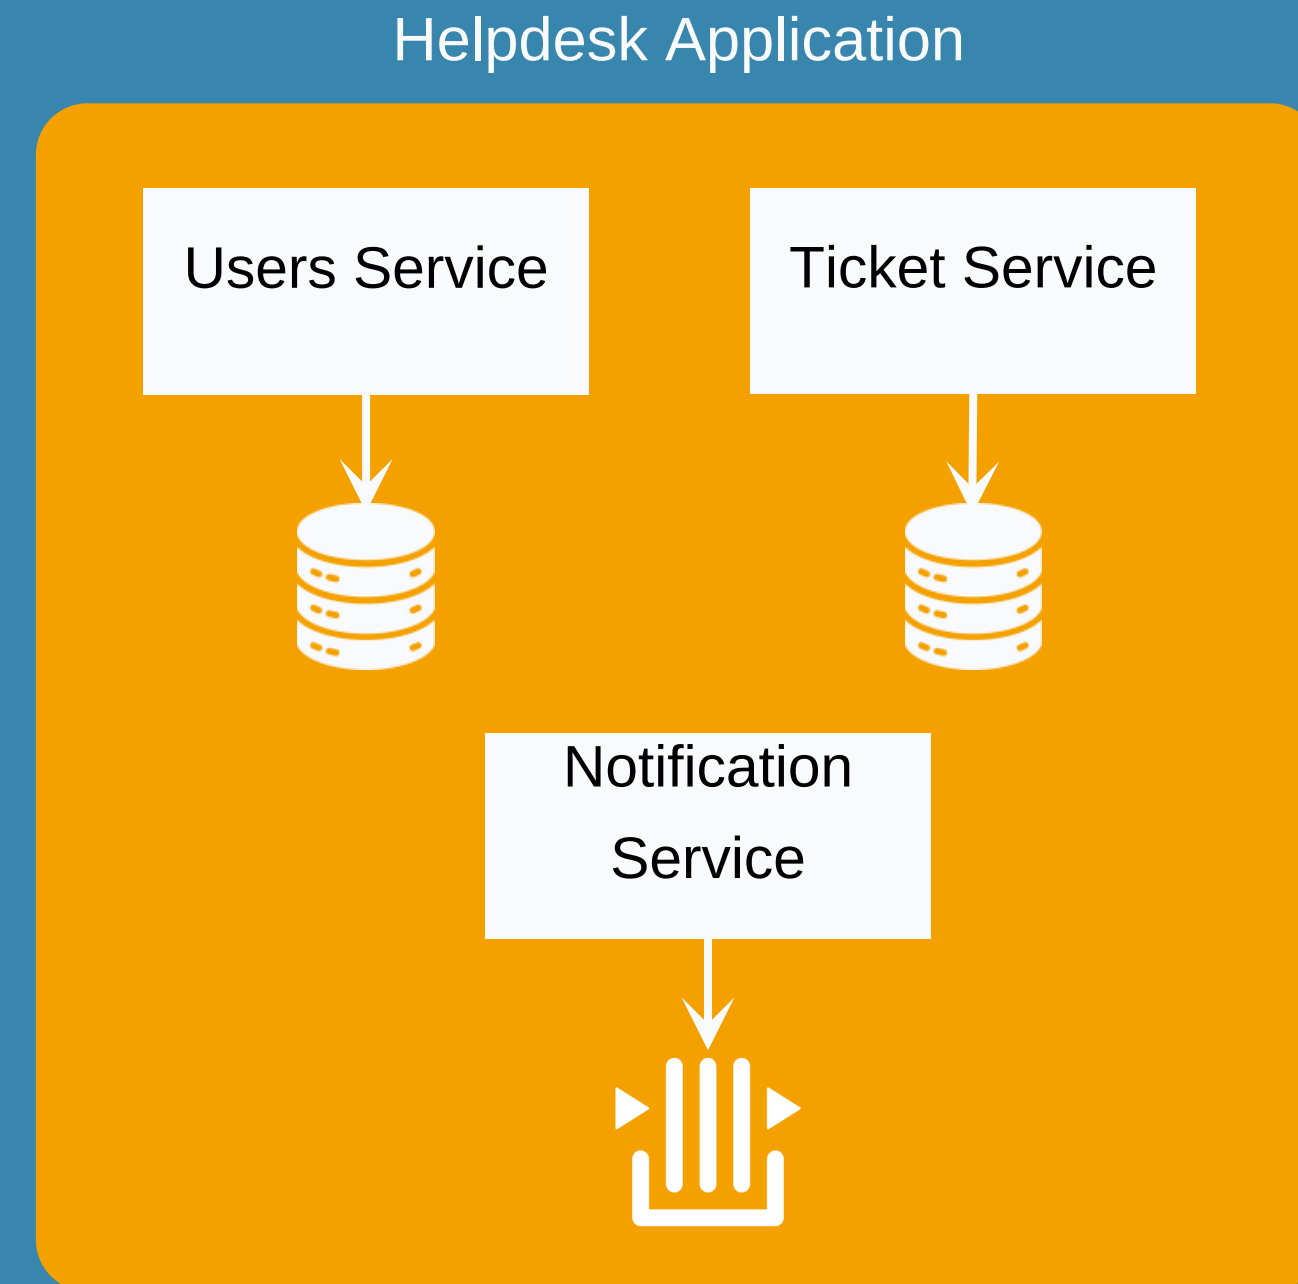 Helpdesk Application
Users Service
Ticket Service
Notification
Service